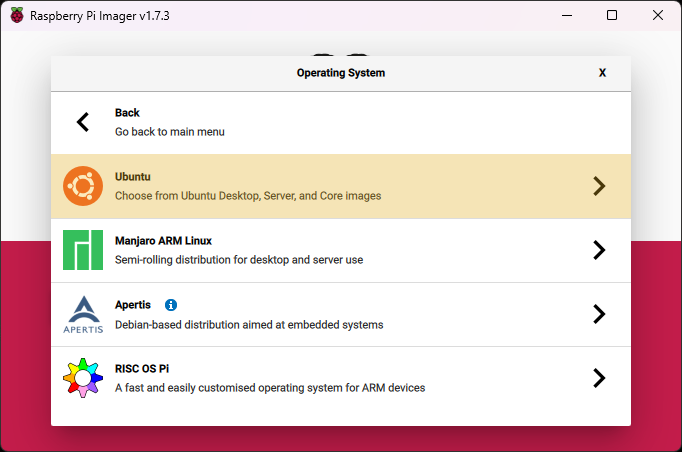 Raspberry Pi Imager v1.7.3
Operating System
X
Back
Go back to main menu
Ubuntu
Choose from Ubuntu Desktop, Server, and Core images
Manjaro ARM Linux
Semi-rolling distribution for desktop and server use
APERTIS
Apertis
Debian-based distribution aimed at embedded systems
RISC OS Pi
A fast and easily customised operating system for ARM devices